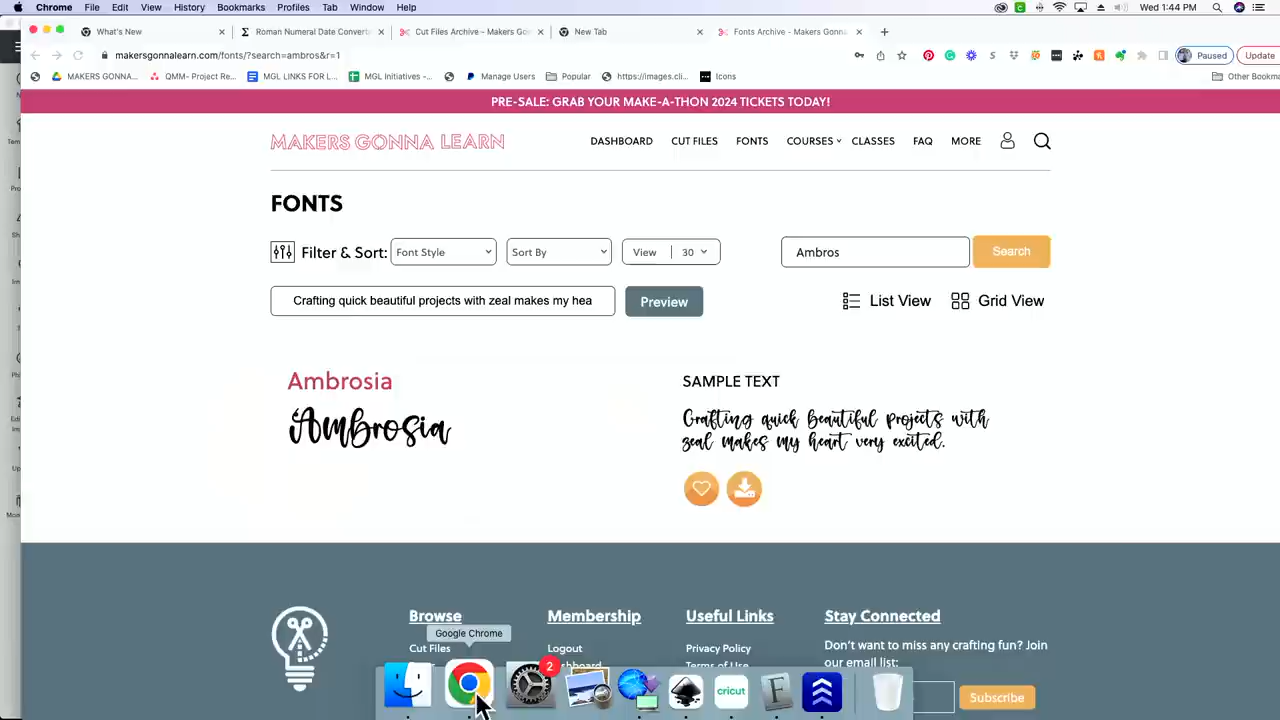 Chrome File Edit View History Bookmarks Profiles Tab Window Help Wed 1:44 PM
What's New Roman Numeral Date Convert Cut Files Archive - Makers Go New Tab Fonts Archive - Makers Gonna
makersgonnalearn.com/fonts/?search=ambros&r=1 Paused Update
MAKERS GONNA... QMM- Project Re... MGL LINKS FOR L... MGL Initiatives -... Manage Users Popular https://images.cli... Icons Other Bookma
PRE-SALE: GRAB YOUR MAKE-A-THON 2024 TICKETS TODAY!
MAKERS GONNA LEARN DASHBOARD CUT FILES FONTS COURSES CLASSES FAQ MORE
FONTS
Filter & Sort: Font Style Sort By View 30 Ambros Search
Crafting quick beautiful projects with zeal makes my hea Preview List View Grid View
Ambrosia
Ambrosia
SAMPLE TEXT
Crafting quick beautiful projects with
zeal makes my heart very excited.
Browse Membership Useful Links Stay Connected
Google Chrome
Cut Files Logout Privacy Policy Don't want to miss any crafting fun? Join
our email list:
2
cricut
Subscribe